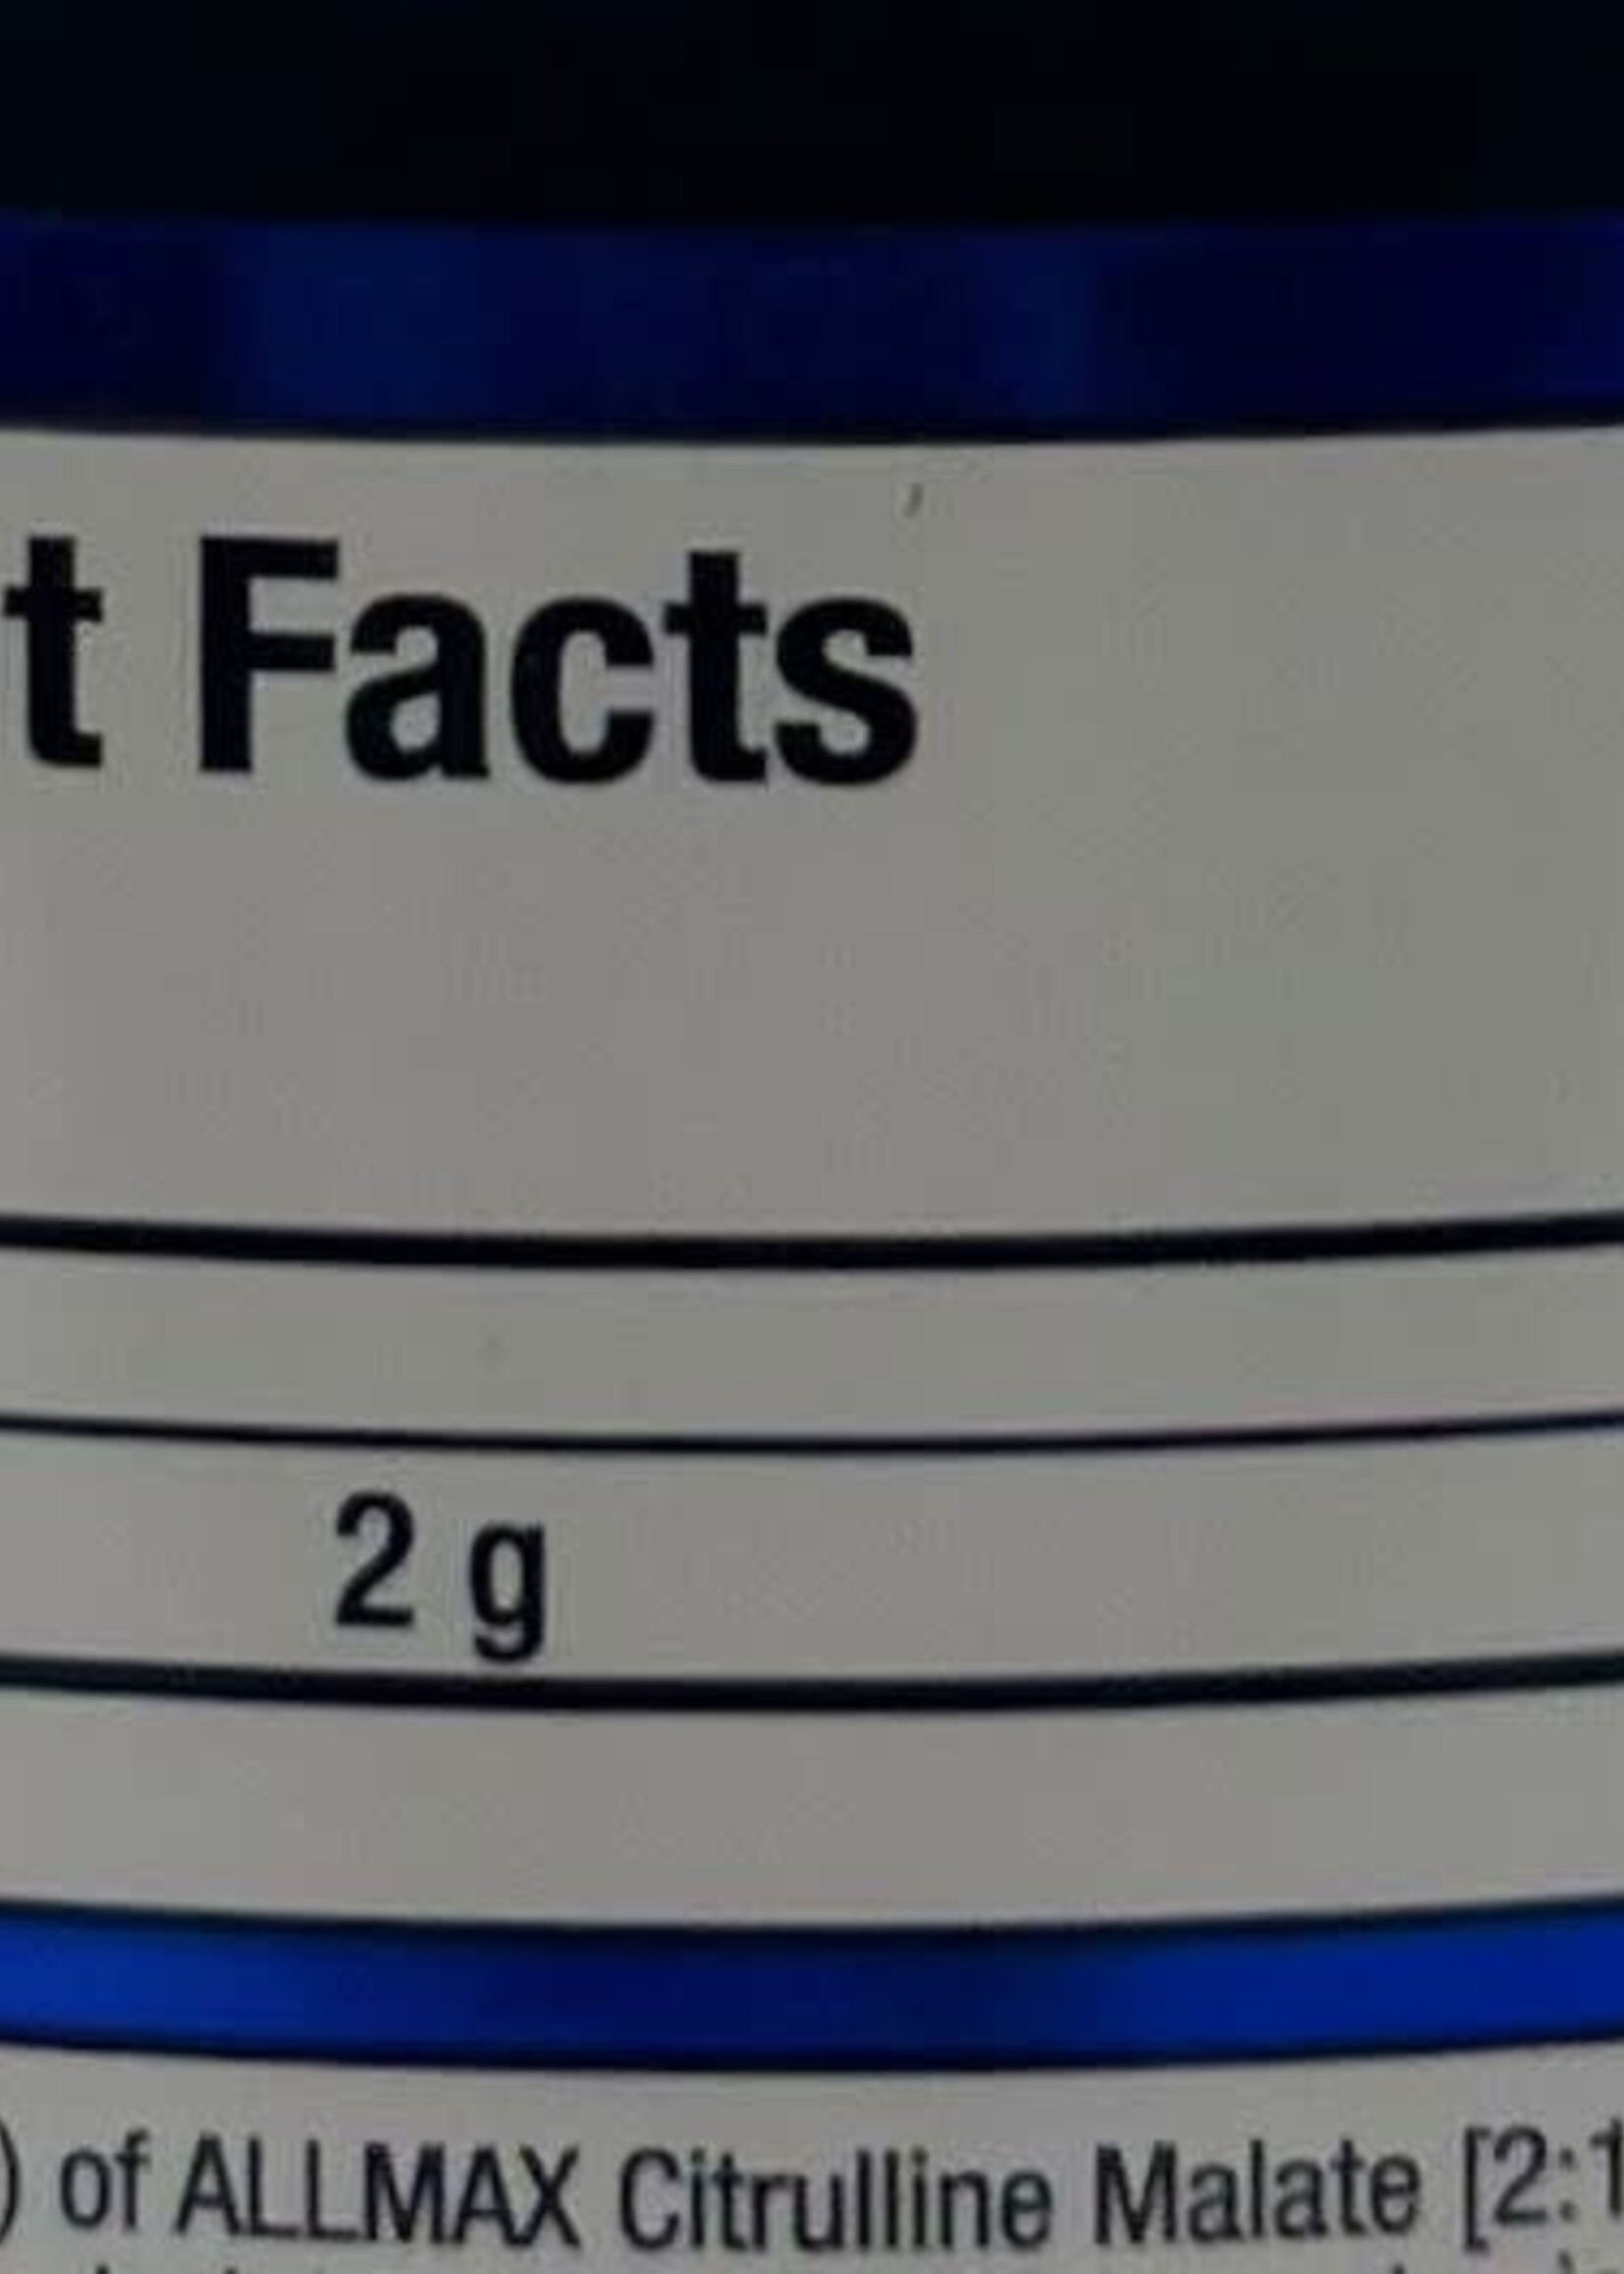 t Facts
2 g
) of ALLMAX Citrulline Malate [2:1